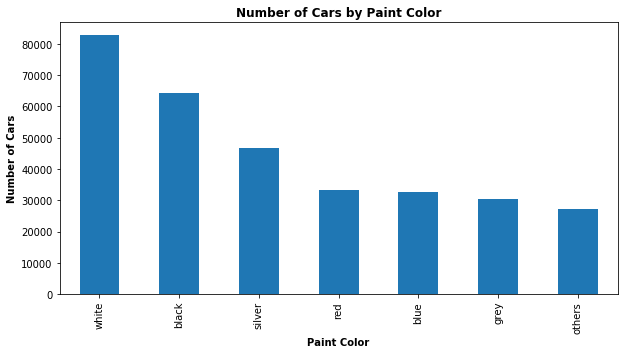 Number of Cars by Paint Color
80000
70000
60000
50000
40000
30000
20000
10000
0
Number of Cars
white
black
silver
red
blue
grey
others
Paint Color